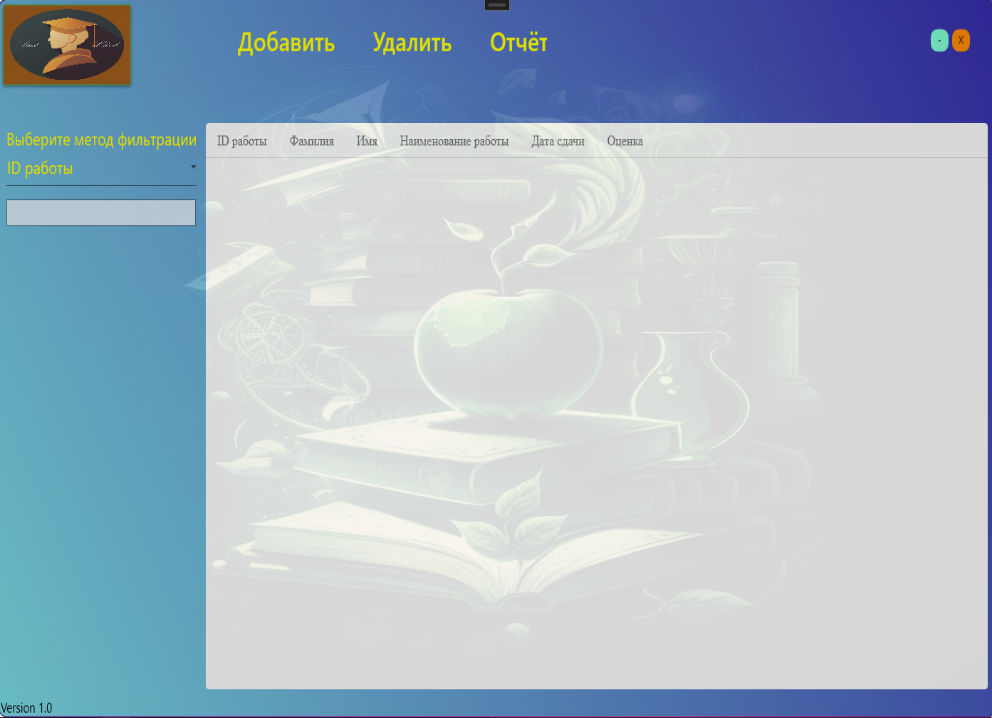 Добавить Удалить Отчёт
- X
Выберите метод фильтрации
ID работы
ID работы Фамилия Имя Наименование работы Дата сдачи Оценка
Version 1.0